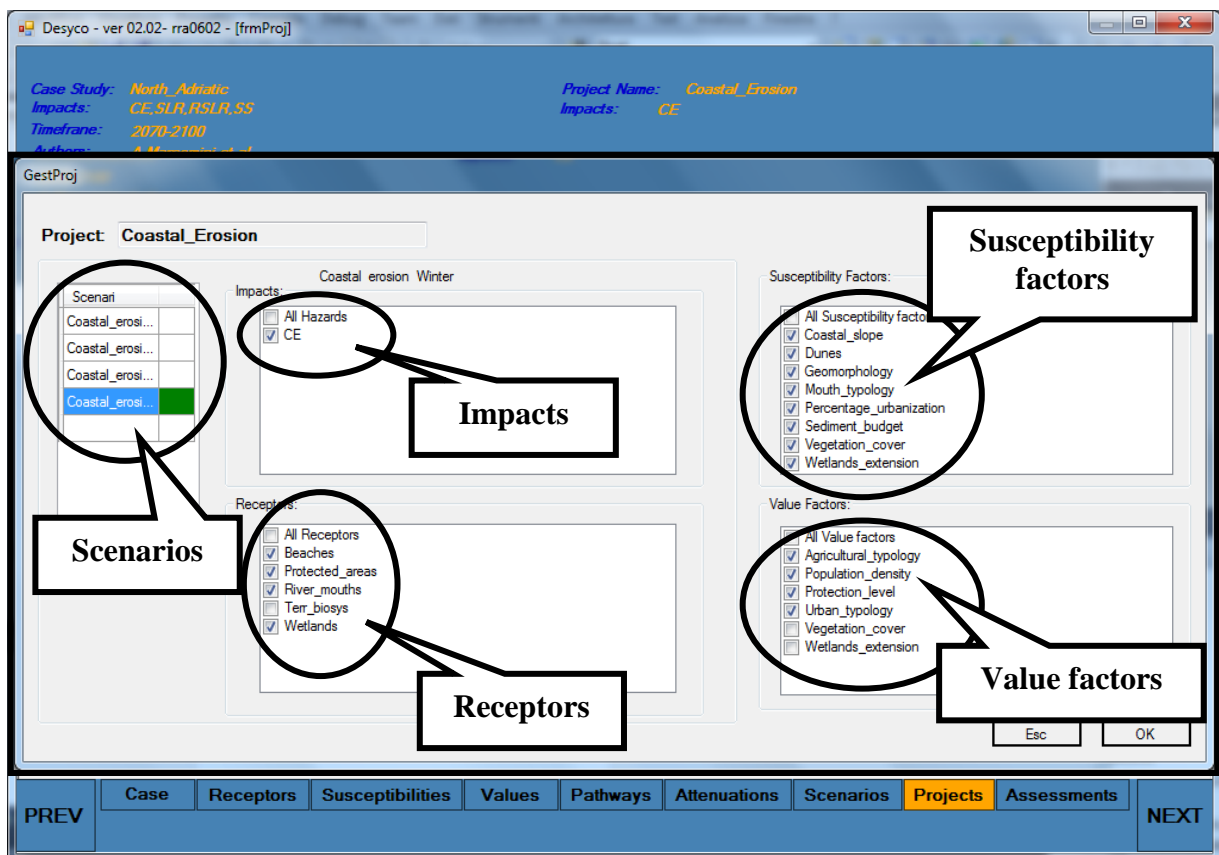 Desyco - ver 02.02- rra0602 - [frmProj]
Case Study: North_Adriatic
Impacts: CE,SLR,RSLR,SS
Timeframe: 2070-2100
Authors:
Project Name: Coastal_Erosion
Impacts: CE
GestProj
Project: Coastal_Erosion
Scenari
Coastal_erosi...
Coastal_erosi...
Coastal_erosi...
Coastal_erosi...
Coastal erosion Winter
Impacts:
All Hazards
CE
Impacts
Susceptibility Factors:
All Susceptibility facto
Coastal_slope
Dunes
Geomorphology
Mouth_typology
Percentage_urbanization
Sediment_budget
Vegetation_cover
Wetlands_extension
Susceptibility
factors
Scenarios
Receptors:
All Receptors
Beaches
Protected_areas
River_mouths
Terr_biosys
Wetlands
Receptors
Value Factors:
All Value factors
Agricultural_typology
Population_density
Protection_level
Urban_typology
Vegetation_cover
Wetlands_extension
Value factors
Esc OK
PREV Case Receptors Susceptibilities Values Pathways Attenuations Scenarios Projects Assessments NEXT